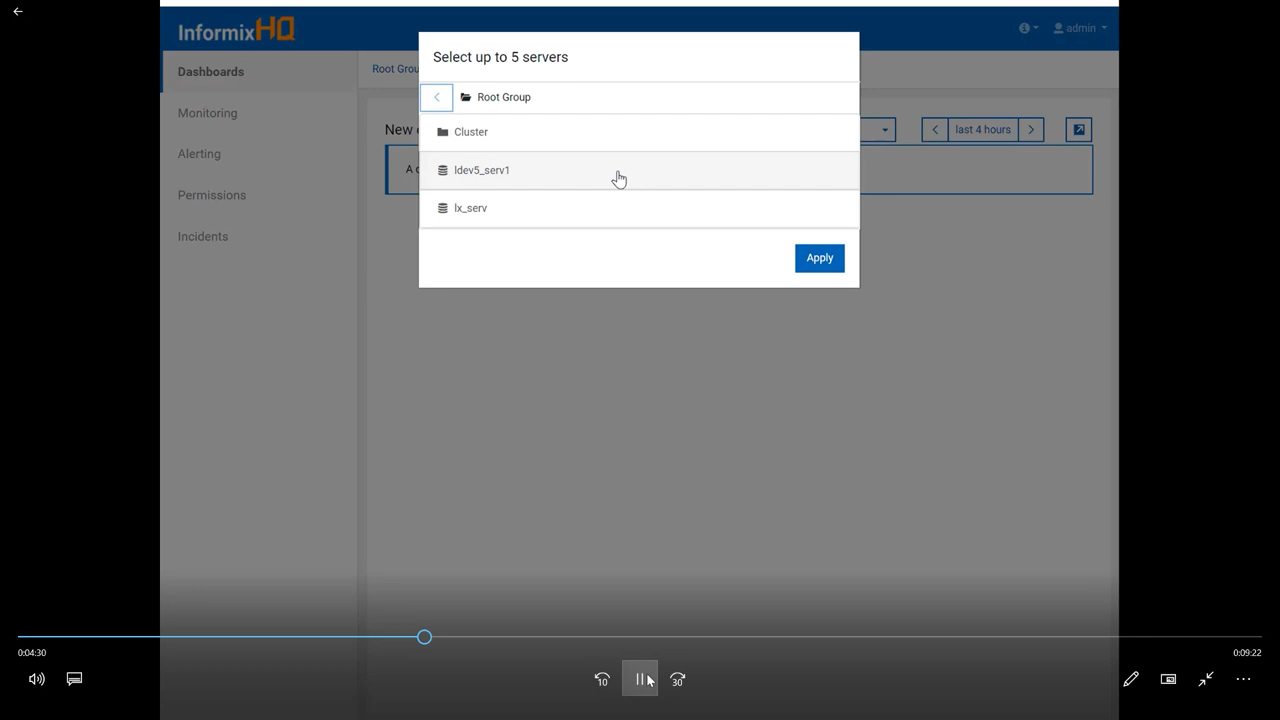 InformixHQ
admin
Select up to 5 servers
Dashboards
Root Grou
Root Group
Monitoring
New
last 4 hours
Cluster
Alerting
A c
ldev5_serv1
Permissions
lx_serv
Incidents
Apply
0:04:30
0:09:22
10
30